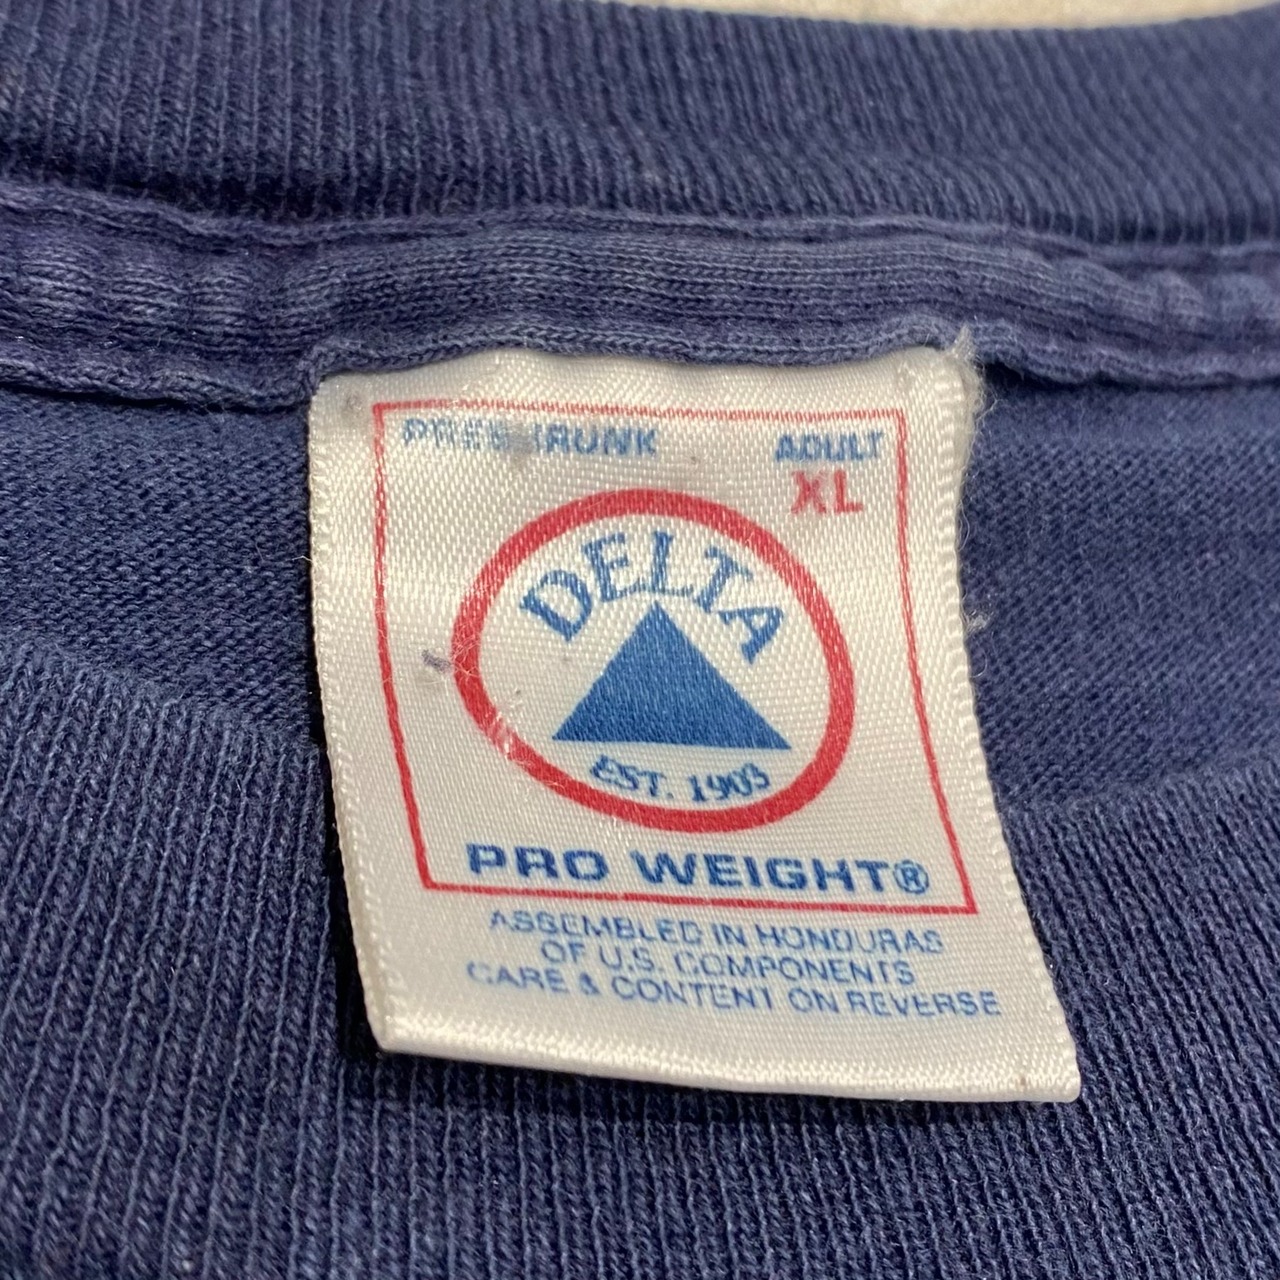 PRESHRUNK
ADULT
XL
DELTA
EST. 1903
PRO WEIGHT®
ASSEMBLED IN HONDURAS
OF U.S. COMPONENTS
CARE & CONTENT ON REVERSE